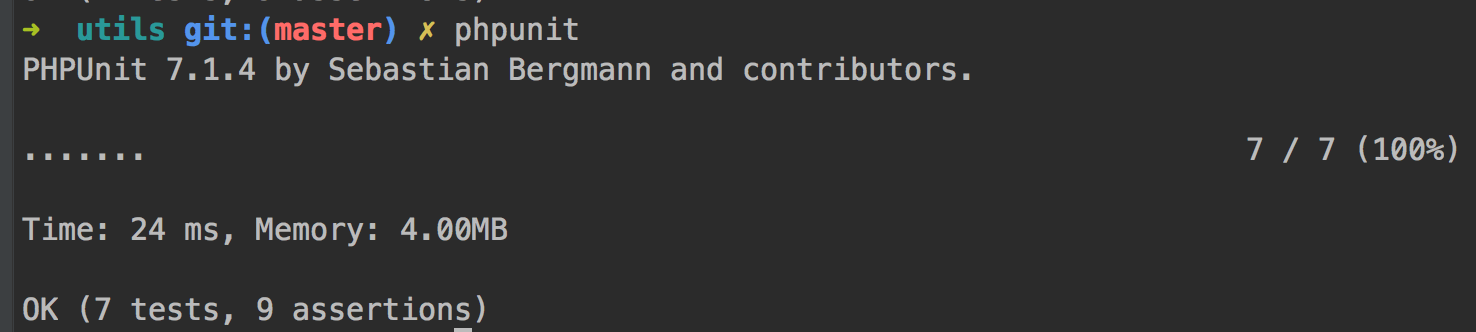 ➜ utils git:(master) ✗ phpunit
PHPUnit 7.1.4 by Sebastian Bergmann and contributors.
....... 7 / 7 (100%)
Time: 24 ms, Memory: 4.00MB
OK (7 tests, 9 assertions)